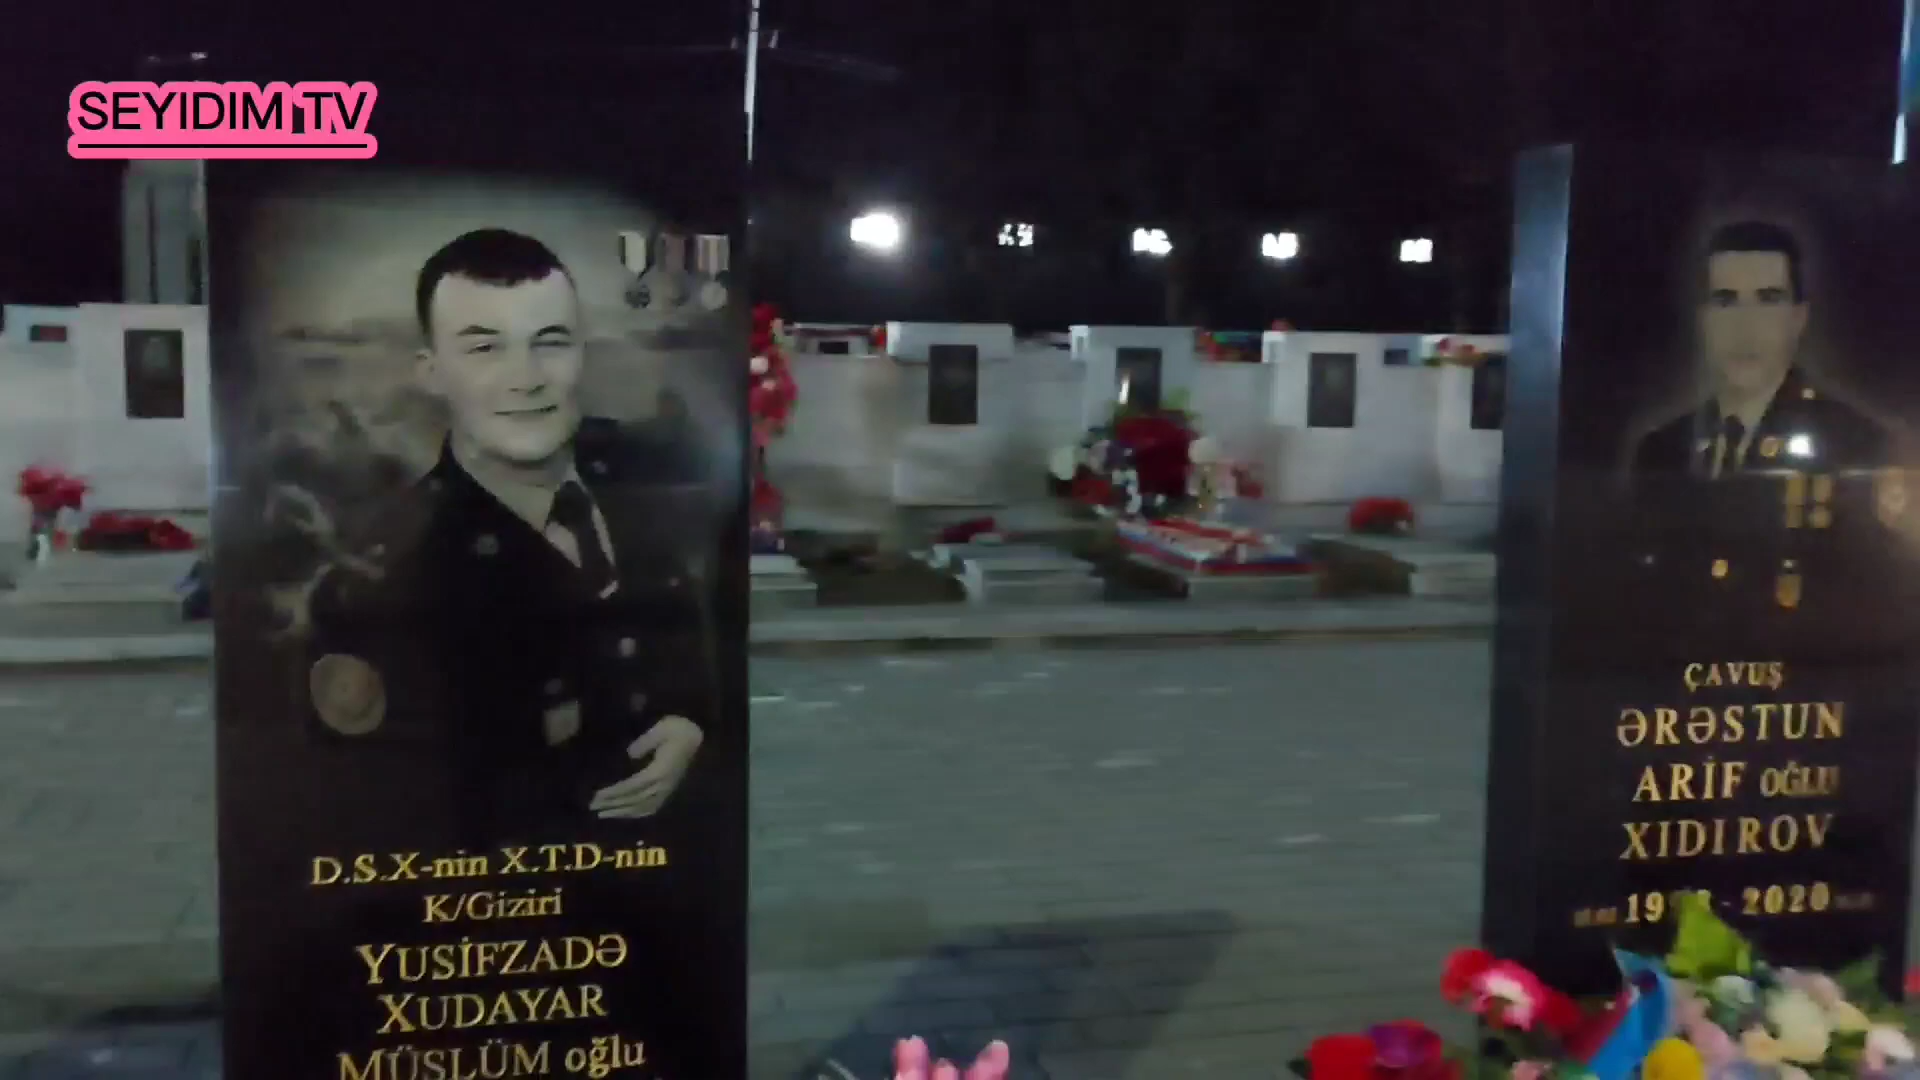 SEYIDIM TV
D.S.X-nin X.T.D-nin
K/Giziri
YUSİFZADƏ
XUDAYAR
MÜSLÜM oğlu
ÇAVUŞ
ƏRƏSTUN
ARİF OĞLU
XIDIROV
2020